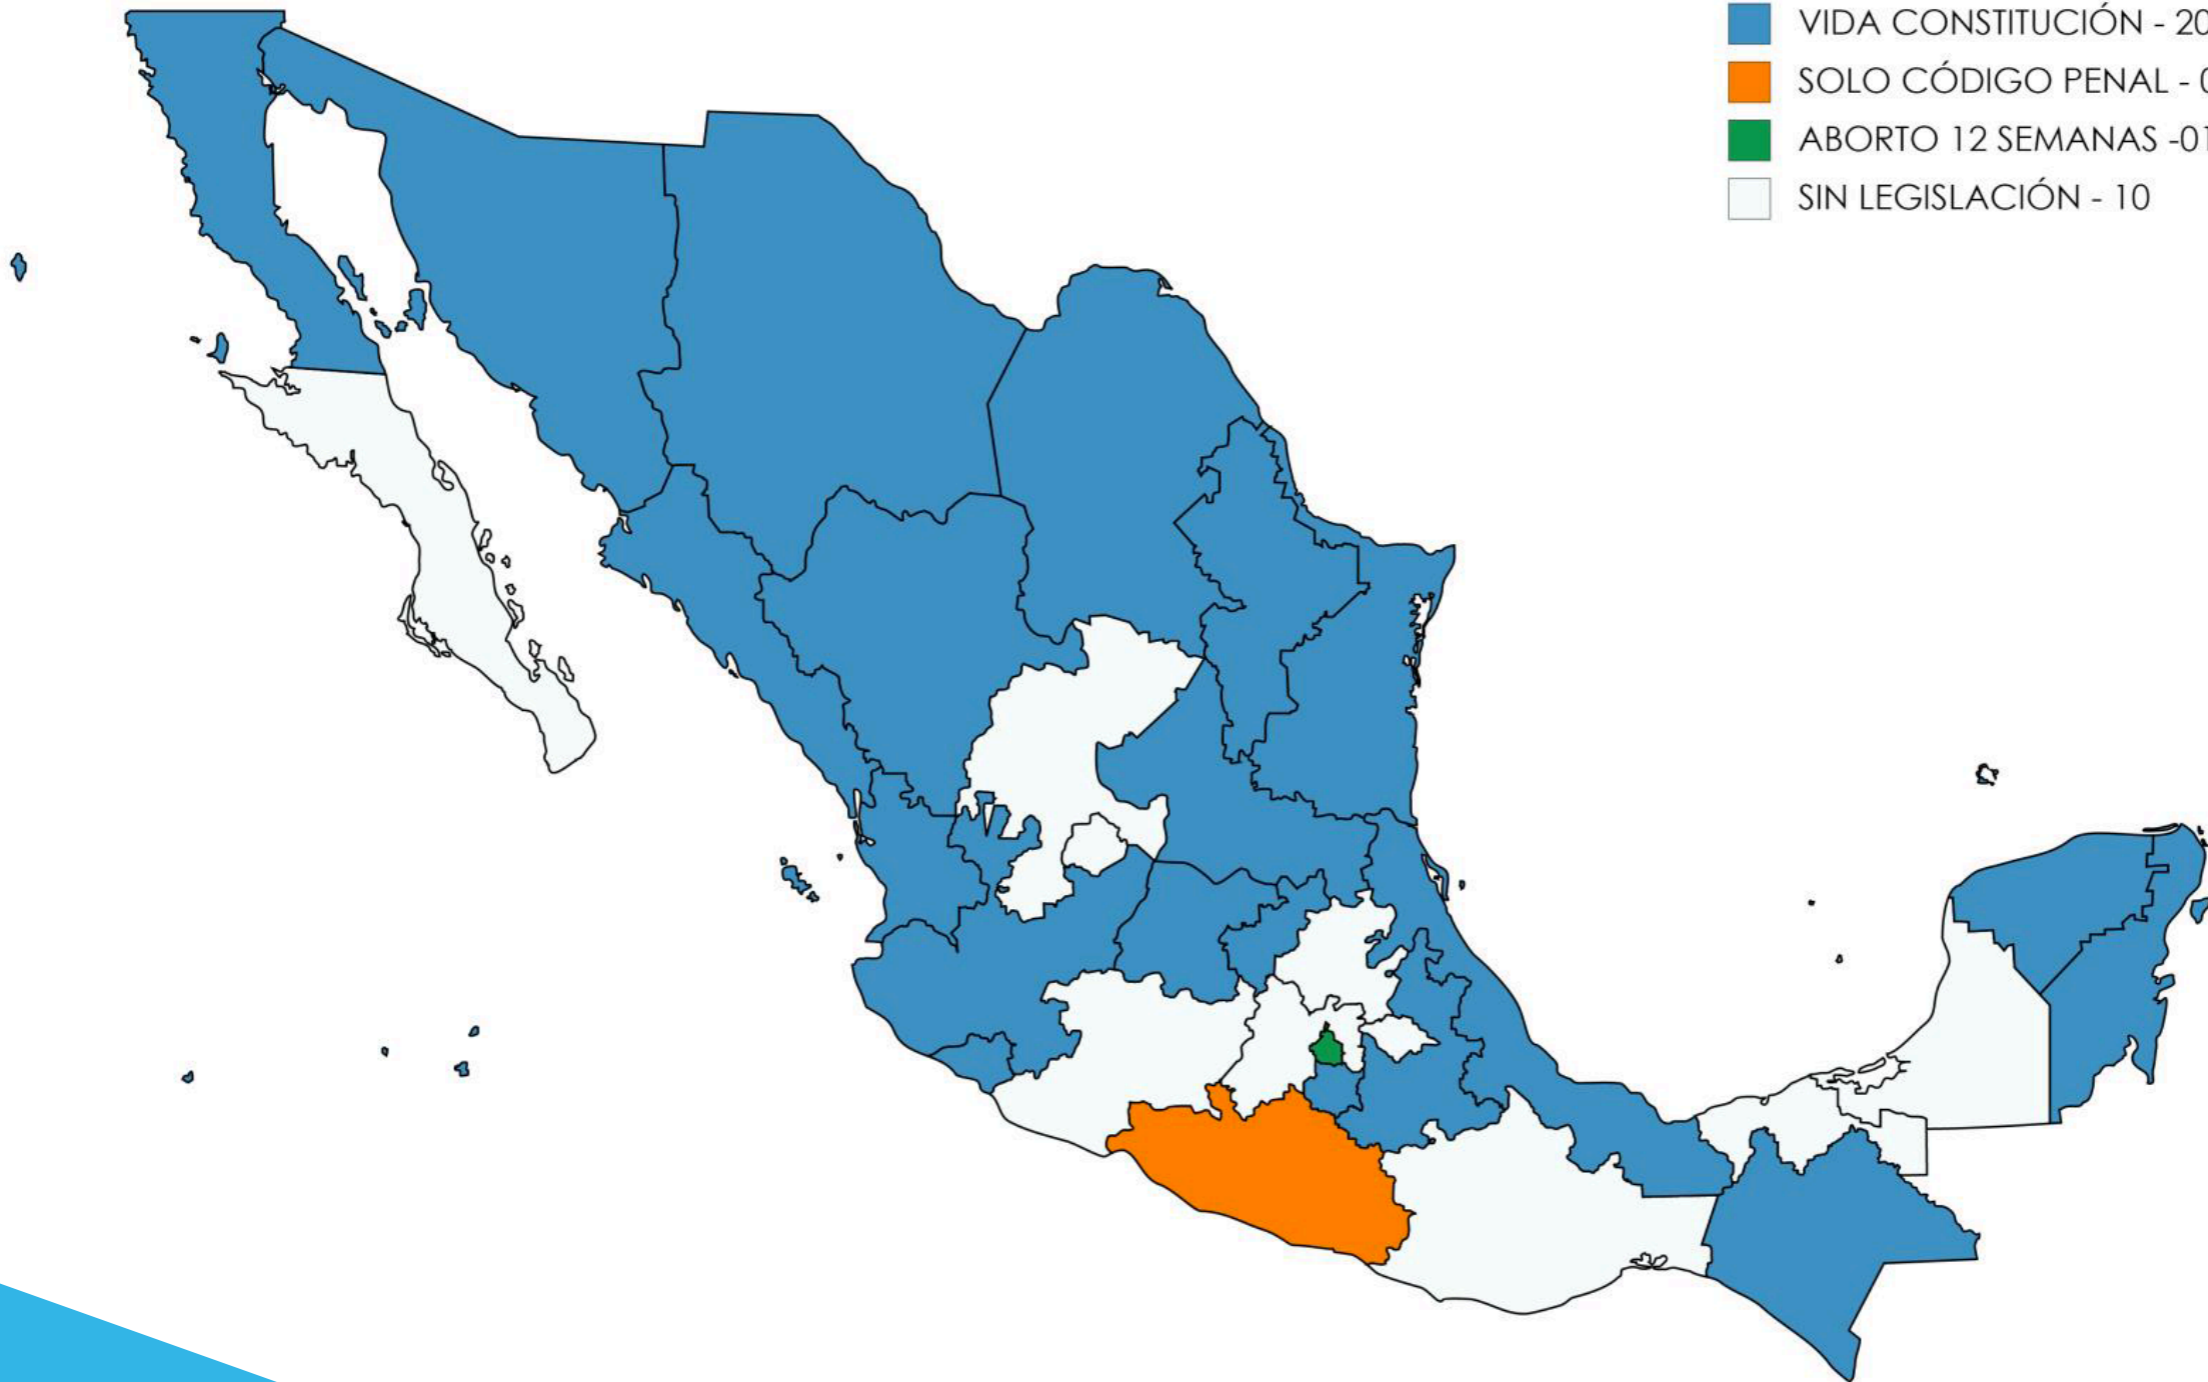 VIDA CONSTITUCIÓN - 20
SOLO CÓDIGO PENAL - 0
ABORTO 12 SEMANAS -01
SIN LEGISLACIÓN - 10